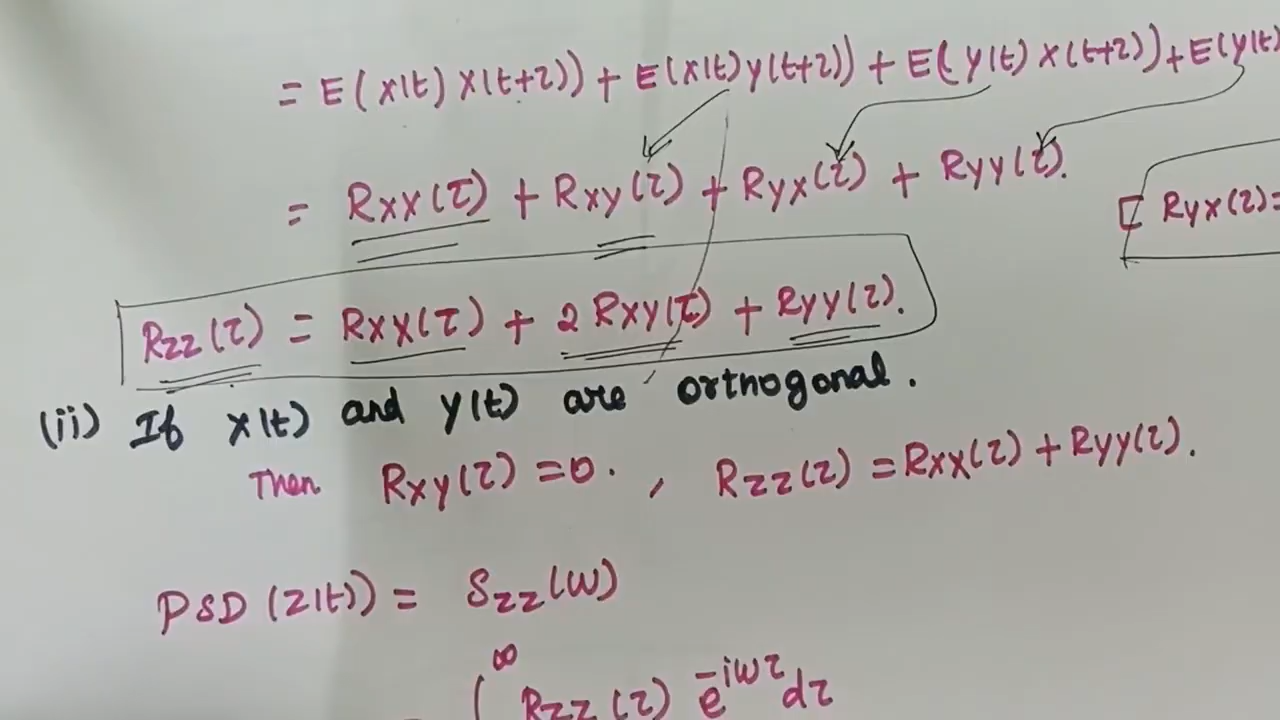 = E(x(t) x(t+τ)) + E(x(t) y(t+τ)) + E(y(t) x(t+τ)) + E(y(t)
= Rxx(τ) + Rxy(τ) + Ryx(τ) + Ryy(τ).
[ Ryx(τ)=
Rzz(τ) = Rxx(τ) + 2 Rxy(τ) + Ryy(τ).
(ii) If x(t) and y(t) are orthogonal.
Then Rxy(τ) = 0. , Rzz(τ) = Rxx(τ) + Ryy(τ).
PSD (z(t)) = Szz(ω)
= ∫^∞ Rzz(τ) e^{-iωτ} dτ